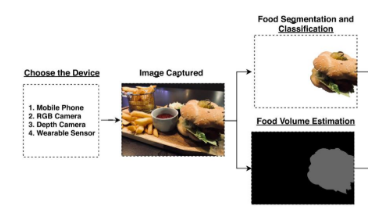 Choose the Device
1. Mobile Phone
2. RGB Camera
3. Depth Camera
4. Wearable Sensor
Image Captured
Food Segmentation and
Classification
Food Volume Estimation